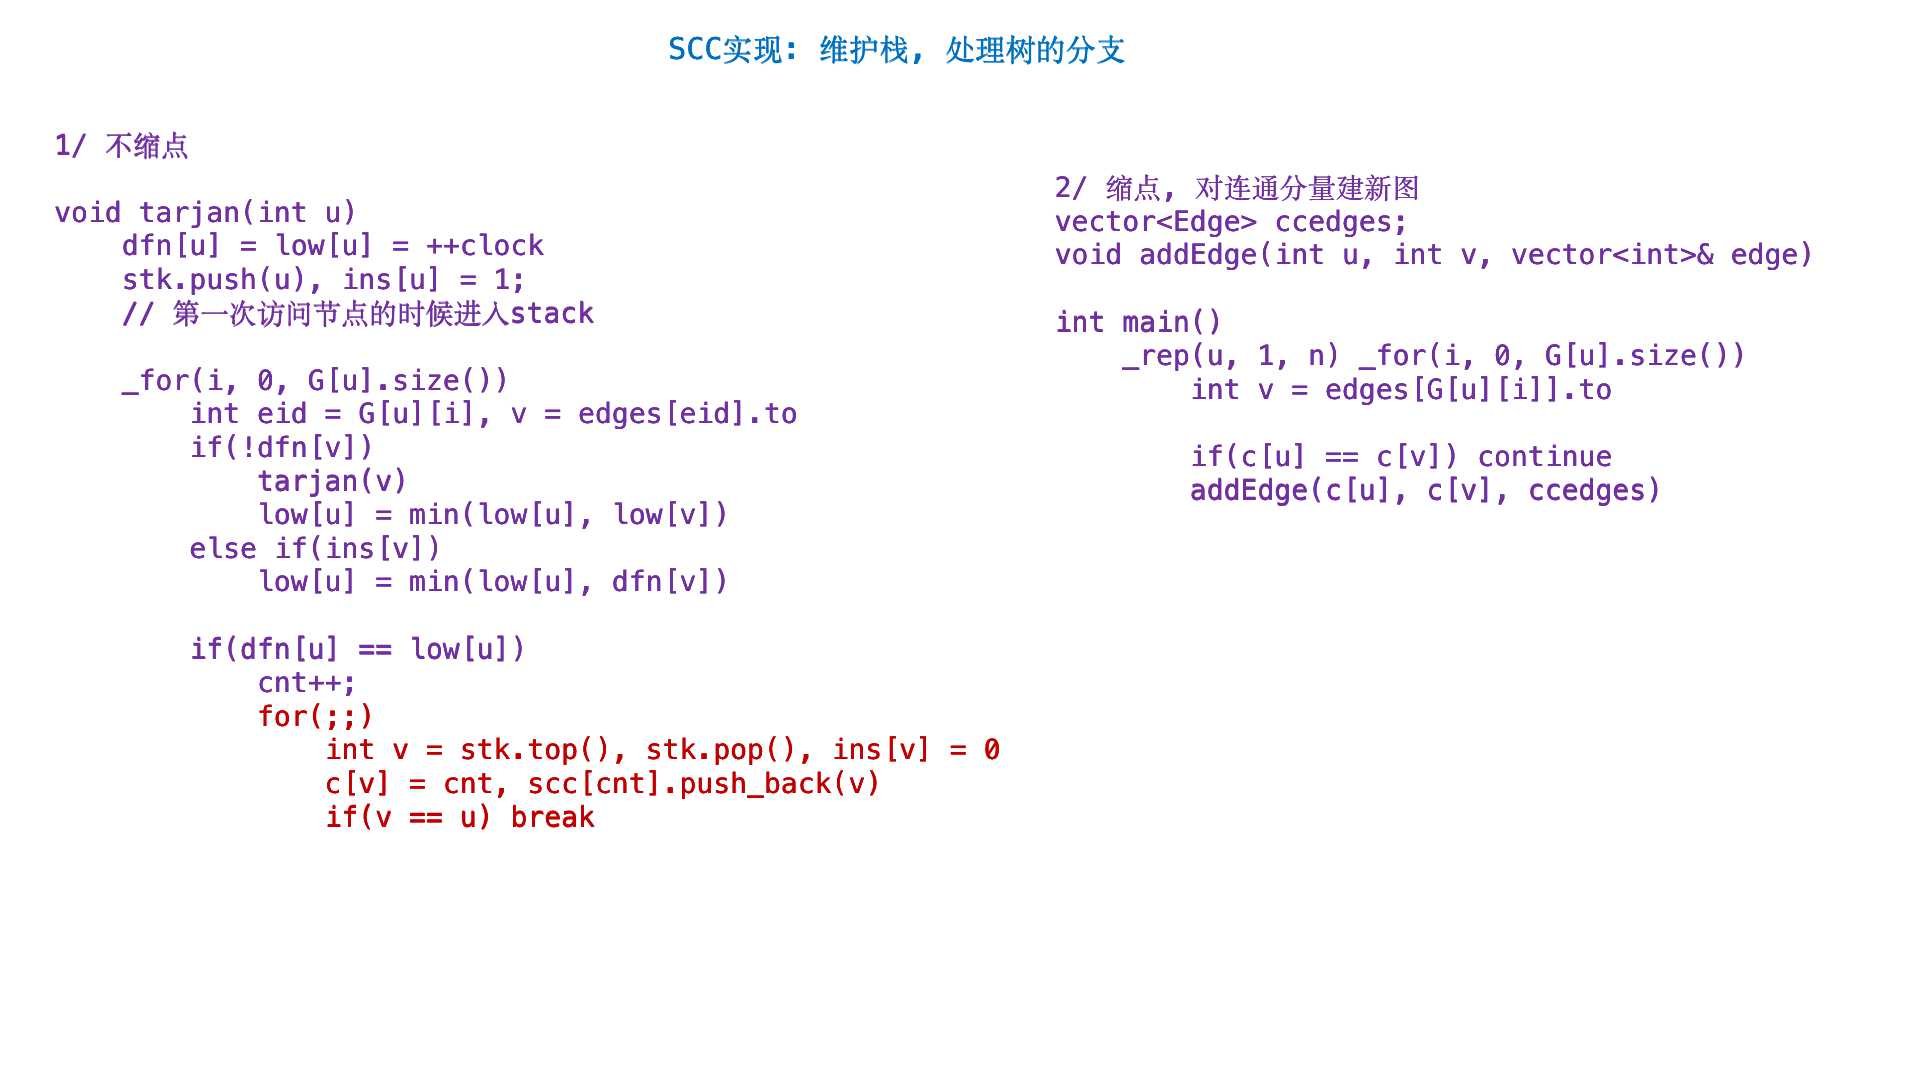 SCC实现: 维护栈, 处理树的分支
1/ 不缩点
void tarjan(int u)
dfn[u] = low[u] = ++clock
stk.push(u), ins[u] = 1;
// 第一次访问节点的时候进入stack
_for(i, 0, G[u].size())
int eid = G[u][i], v = edges[eid].to
if(!dfn[v])
tarjan(v)
low[u] = min(low[u], low[v])
else if(ins[v])
low[u] = min(low[u], dfn[v])
if(dfn[u] == low[u])
cnt++;
for(;;)
int v = stk.top(), stk.pop(), ins[v] = 0
c[v] = cnt, scc[cnt].push_back(v)
if(v == u) break
2/ 缩点, 对连通分量建新图
vector<Edge> ccedges;
void addEdge(int u, int v, vector<int>& edge)
int main()
_rep(u, 1, n) _for(i, 0, G[u].size())
int v = edges[G[u][i]].to
if(c[u] == c[v]) continue
addEdge(c[u], c[v], ccedges)